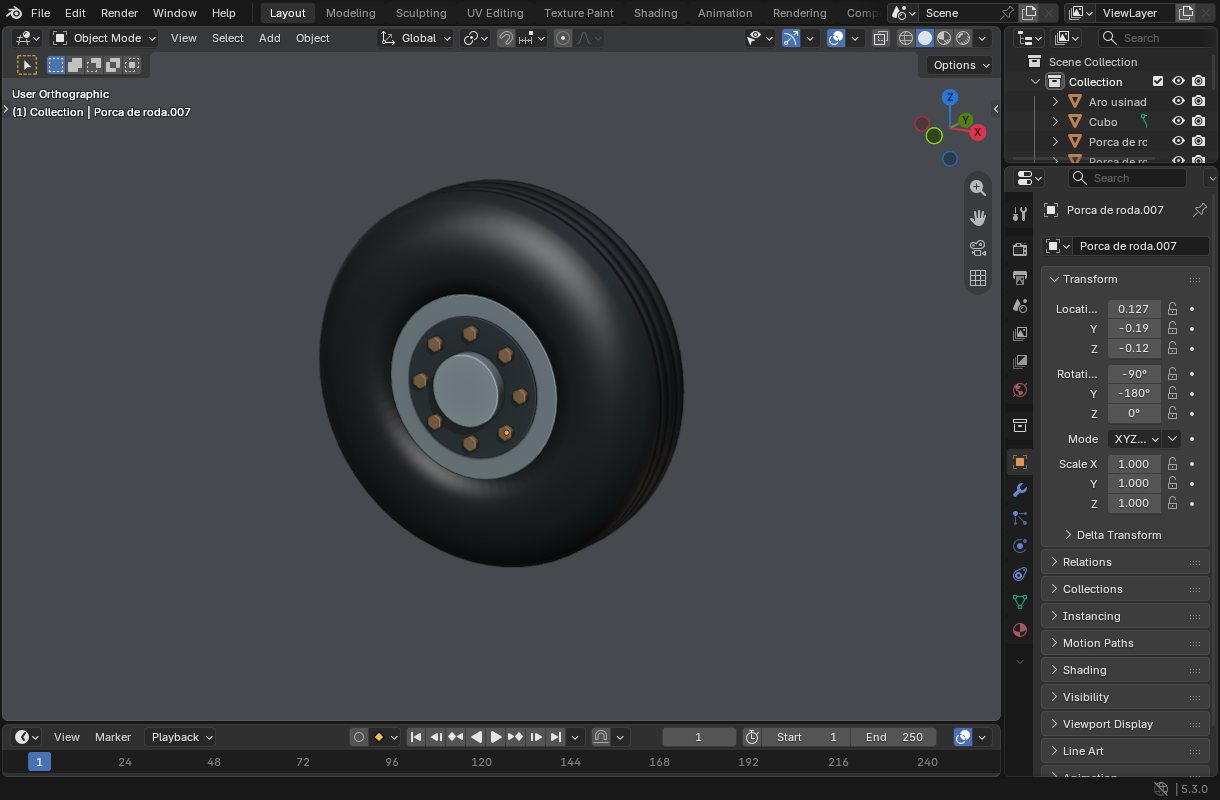 File Edit Render Window Help Layout Modeling Sculpting UV Editing Texture Paint Shading Animation Rendering Comp Scene ViewLayer
Object Mode View Select Add Object Global Search
Options
User Orthographic
(1) Collection | Porca de roda.007
Z
Y
X
Scene Collection
Collection
Aro usinad
Cubo
Porca de rc
Porca de rc
Search
Porca de roda.007
Porca de roda.007
Transform
Locati... 0.127
Y -0.19
Z -0.12
Rotati... -90°
Y -180°
Z 0°
Mode XYZ...
Scale X 1.000
Y 1.000
Z 1.000
Delta Transform
Relations
Collections
Instancing
Motion Paths
Shading
Visibility
Viewport Display
Line Art
Animation
View Marker Playback 1 Start 1 End 250
1 24 48 72 96 120 144 168 192 216 240
5.3.0